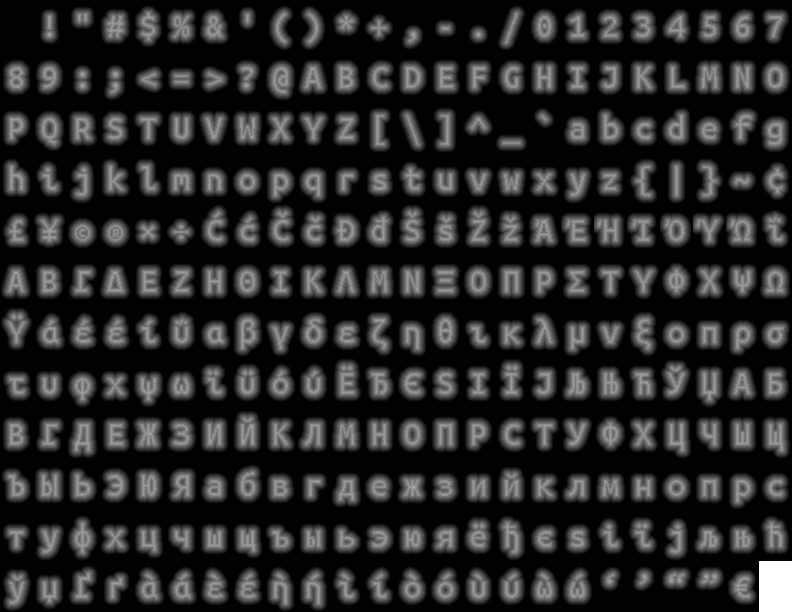 ! " # $ % & ' ( ) * + , - . / 0 1 2 3 4 5 6 7
8 9 : ; < = > ? @ A B C D E F G H I J K L M N O
P Q R S T U V W X Y Z [ \ ] ^ _ ` a b c d e f g
h i j k l m n o p q r s t u v w x y z { | } ~ ¢
£ ¥ © ® × ÷ Ć ć Č č Đ đ Š š Ž ž Ά Έ Ή Ί Ό Ύ Ώ ΐ
Α Β Γ Δ Ε Ζ Η Θ Ι Κ Λ Μ Ν Ξ Ο Π Ρ Σ Τ Υ Φ Χ Ψ Ω
Ϋ ά έ ή ί ΰ α β γ δ ε ζ η θ ι κ λ μ ν ξ ο π ρ σ
τ υ φ χ ψ ω ϊ ϋ ό ύ Ё Ђ Є Ѕ І Ї Ј Љ Њ Ћ Ў Џ А Б
В Г Д Е Ж З И Й К Л М Н О П Р С Т У Ф Х Ц Ч Ш Щ
Ъ Ы Ь Э Ю Я а б в г д е ж з и й к л м н о п р с
т у ф х ц ч ш щ ъ ы ь э ю я ё ђ є ѕ і ї ј љ њ ћ
ў џ Ґ ґ ὰ ά ὲ έ ὴ ή ὶ ί ὸ ό ὺ ύ ὼ ώ ‘ ’ “ ” €